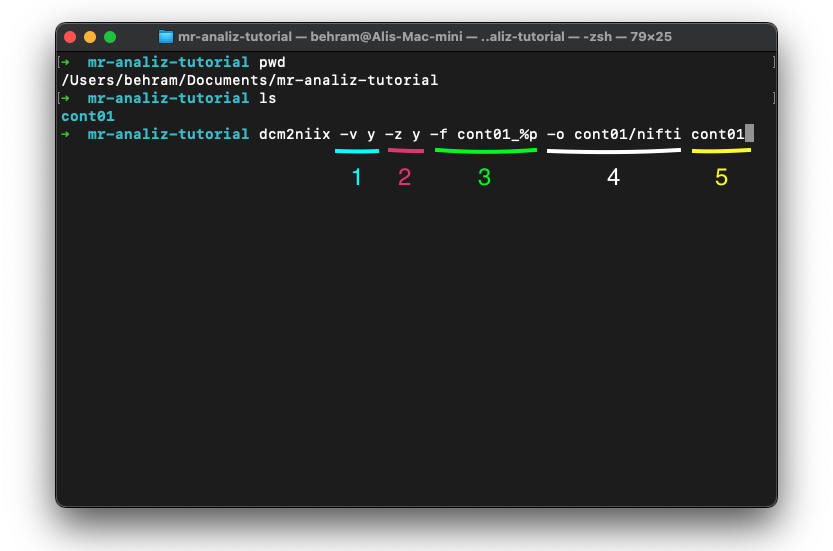 mr-analiz-tutorial — behram@Alis-Mac-mini — ..aliz-tutorial — -zsh — 79×25
[➜  mr-analiz-tutorial pwd ]
/Users/behram/Documents/mr-analiz-tutorial
[➜  mr-analiz-tutorial ls ]
cont01
➜  mr-analiz-tutorial dcm2niix -v y -z y -f cont01_%p -o cont01/nifti cont01
1 2 3 4 5